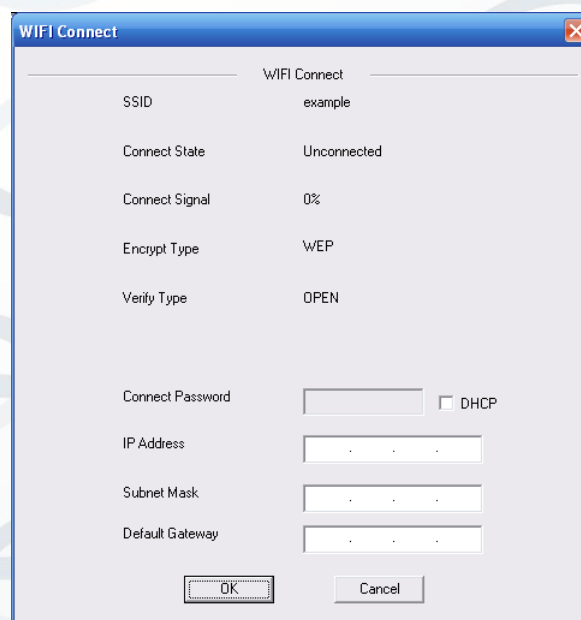 WIFI Connect
WIFI Connect
SSID example
Connect State Unconnected
Connect Signal 0%
Encrypt Type WEP
Verify Type OPEN
Connect Password DHCP
IP Address . . .
Subnet Mask . . .
Default Gateway . . .
OK Cancel